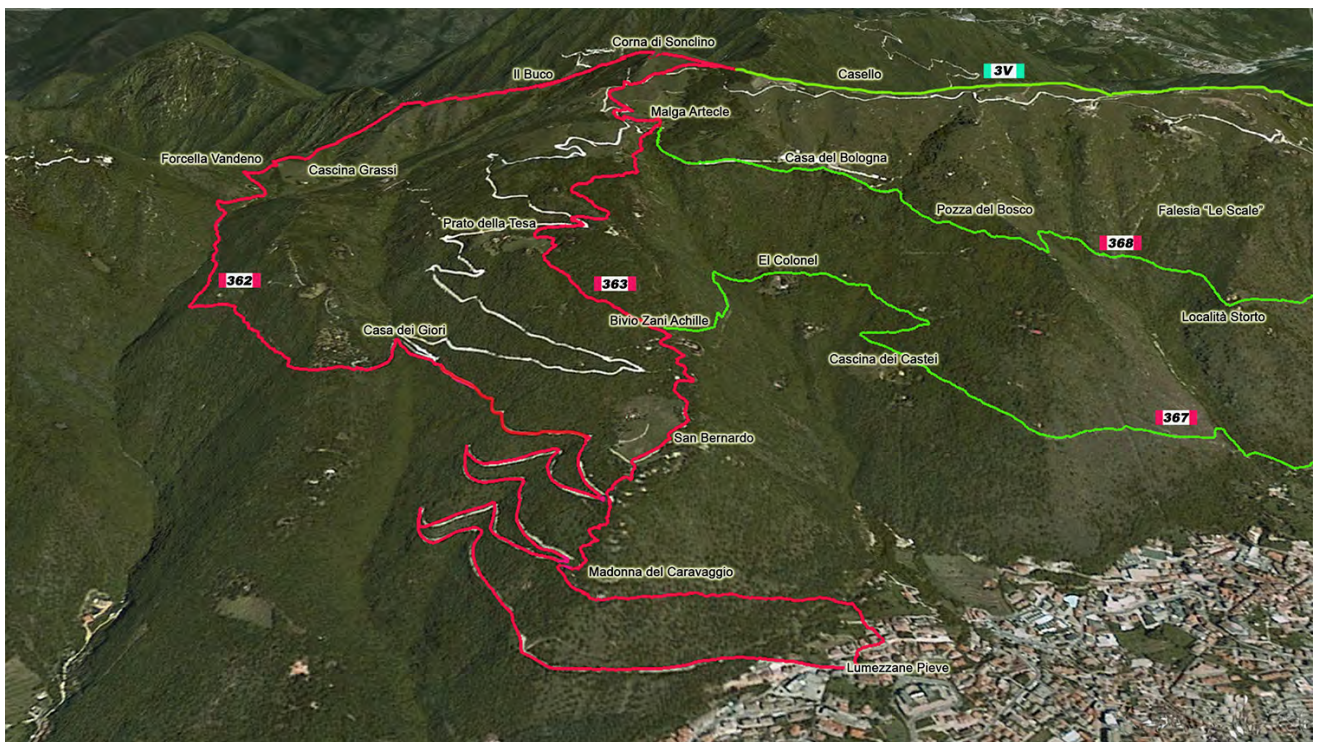 Corna di Sonclino
Il Buco
Casello
3V
Malga Artecle
Forcella Vandeno
Cascina Grassi
Casa del Bologna
Prato della Tesa
Pozza del Bosco
Falesia "Le Scale"
368
362
363
El Colonel
Bivio Zani Achille
Località Storto
Casa dei Giori
Cascina dei Castei
367
San Bernardo
Madonna del Caravaggio
Lumezzane Pieve